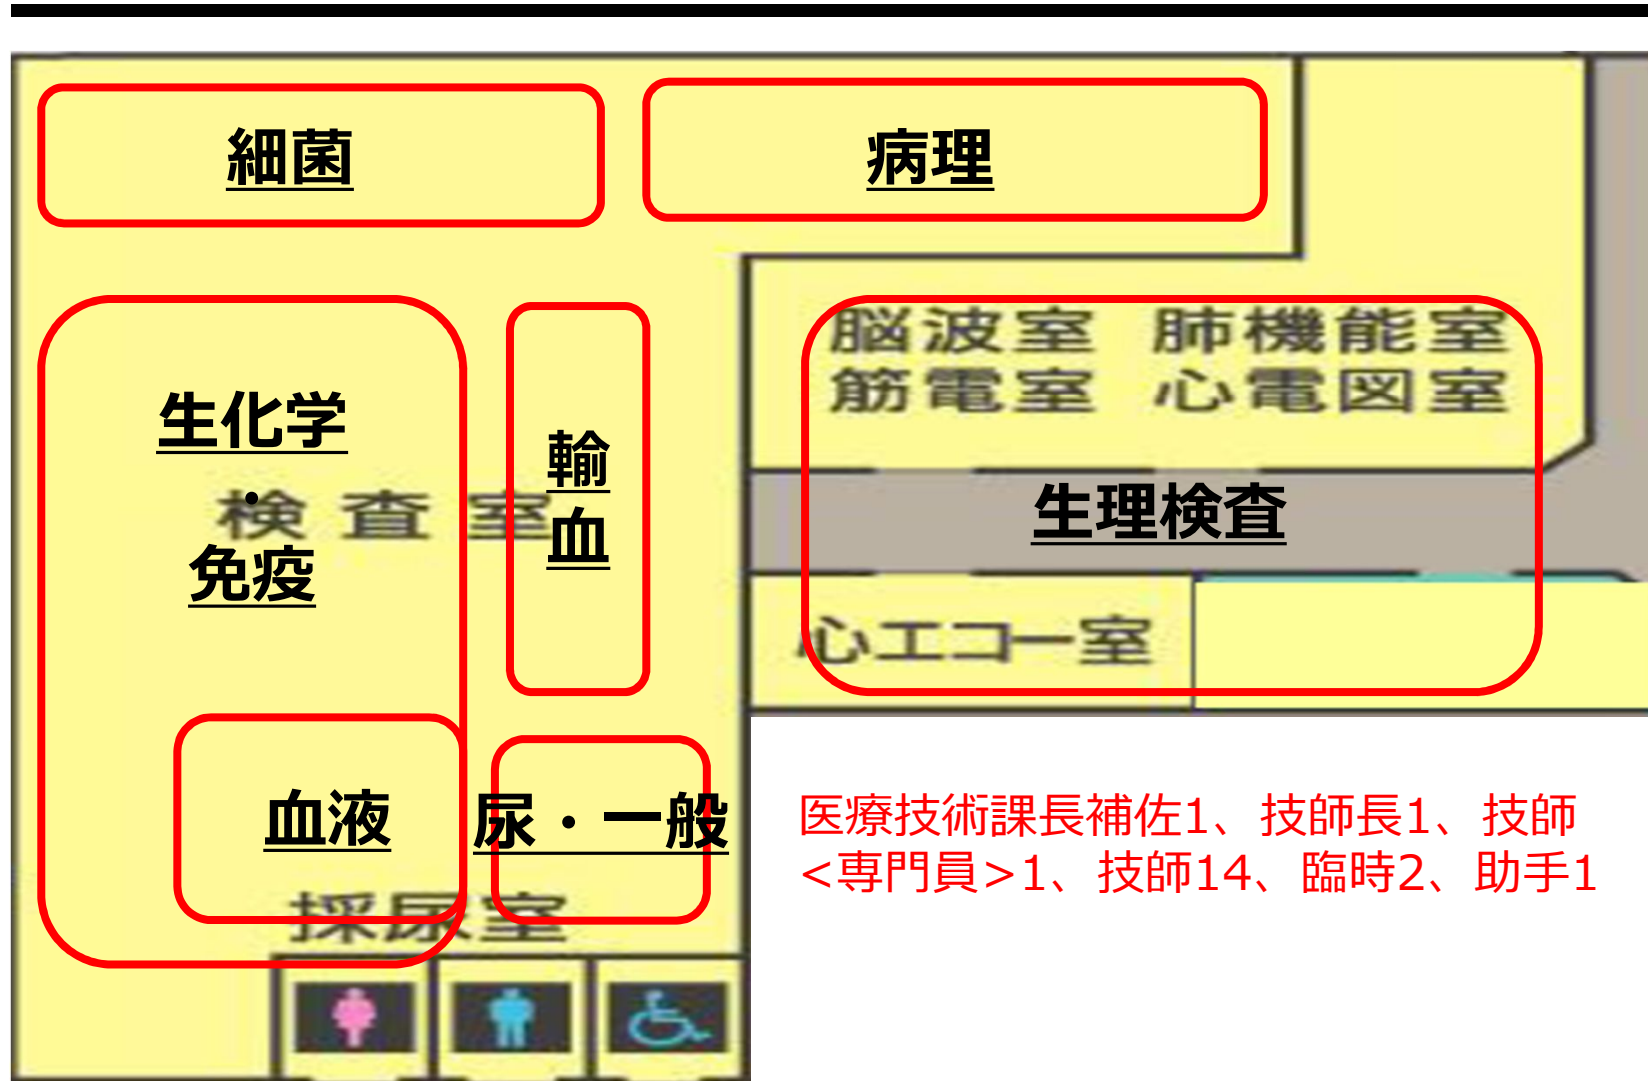 細菌
病理
脳波室 肺機能室
筋電室 心電図室
生化学
・
免疫
検査室
輸
血
生理検査
心エコー室
血液
尿・一般
採尿室
医療技術課長補佐1、技師長1、技師
<専門員>1、技師14、臨時2、助手1